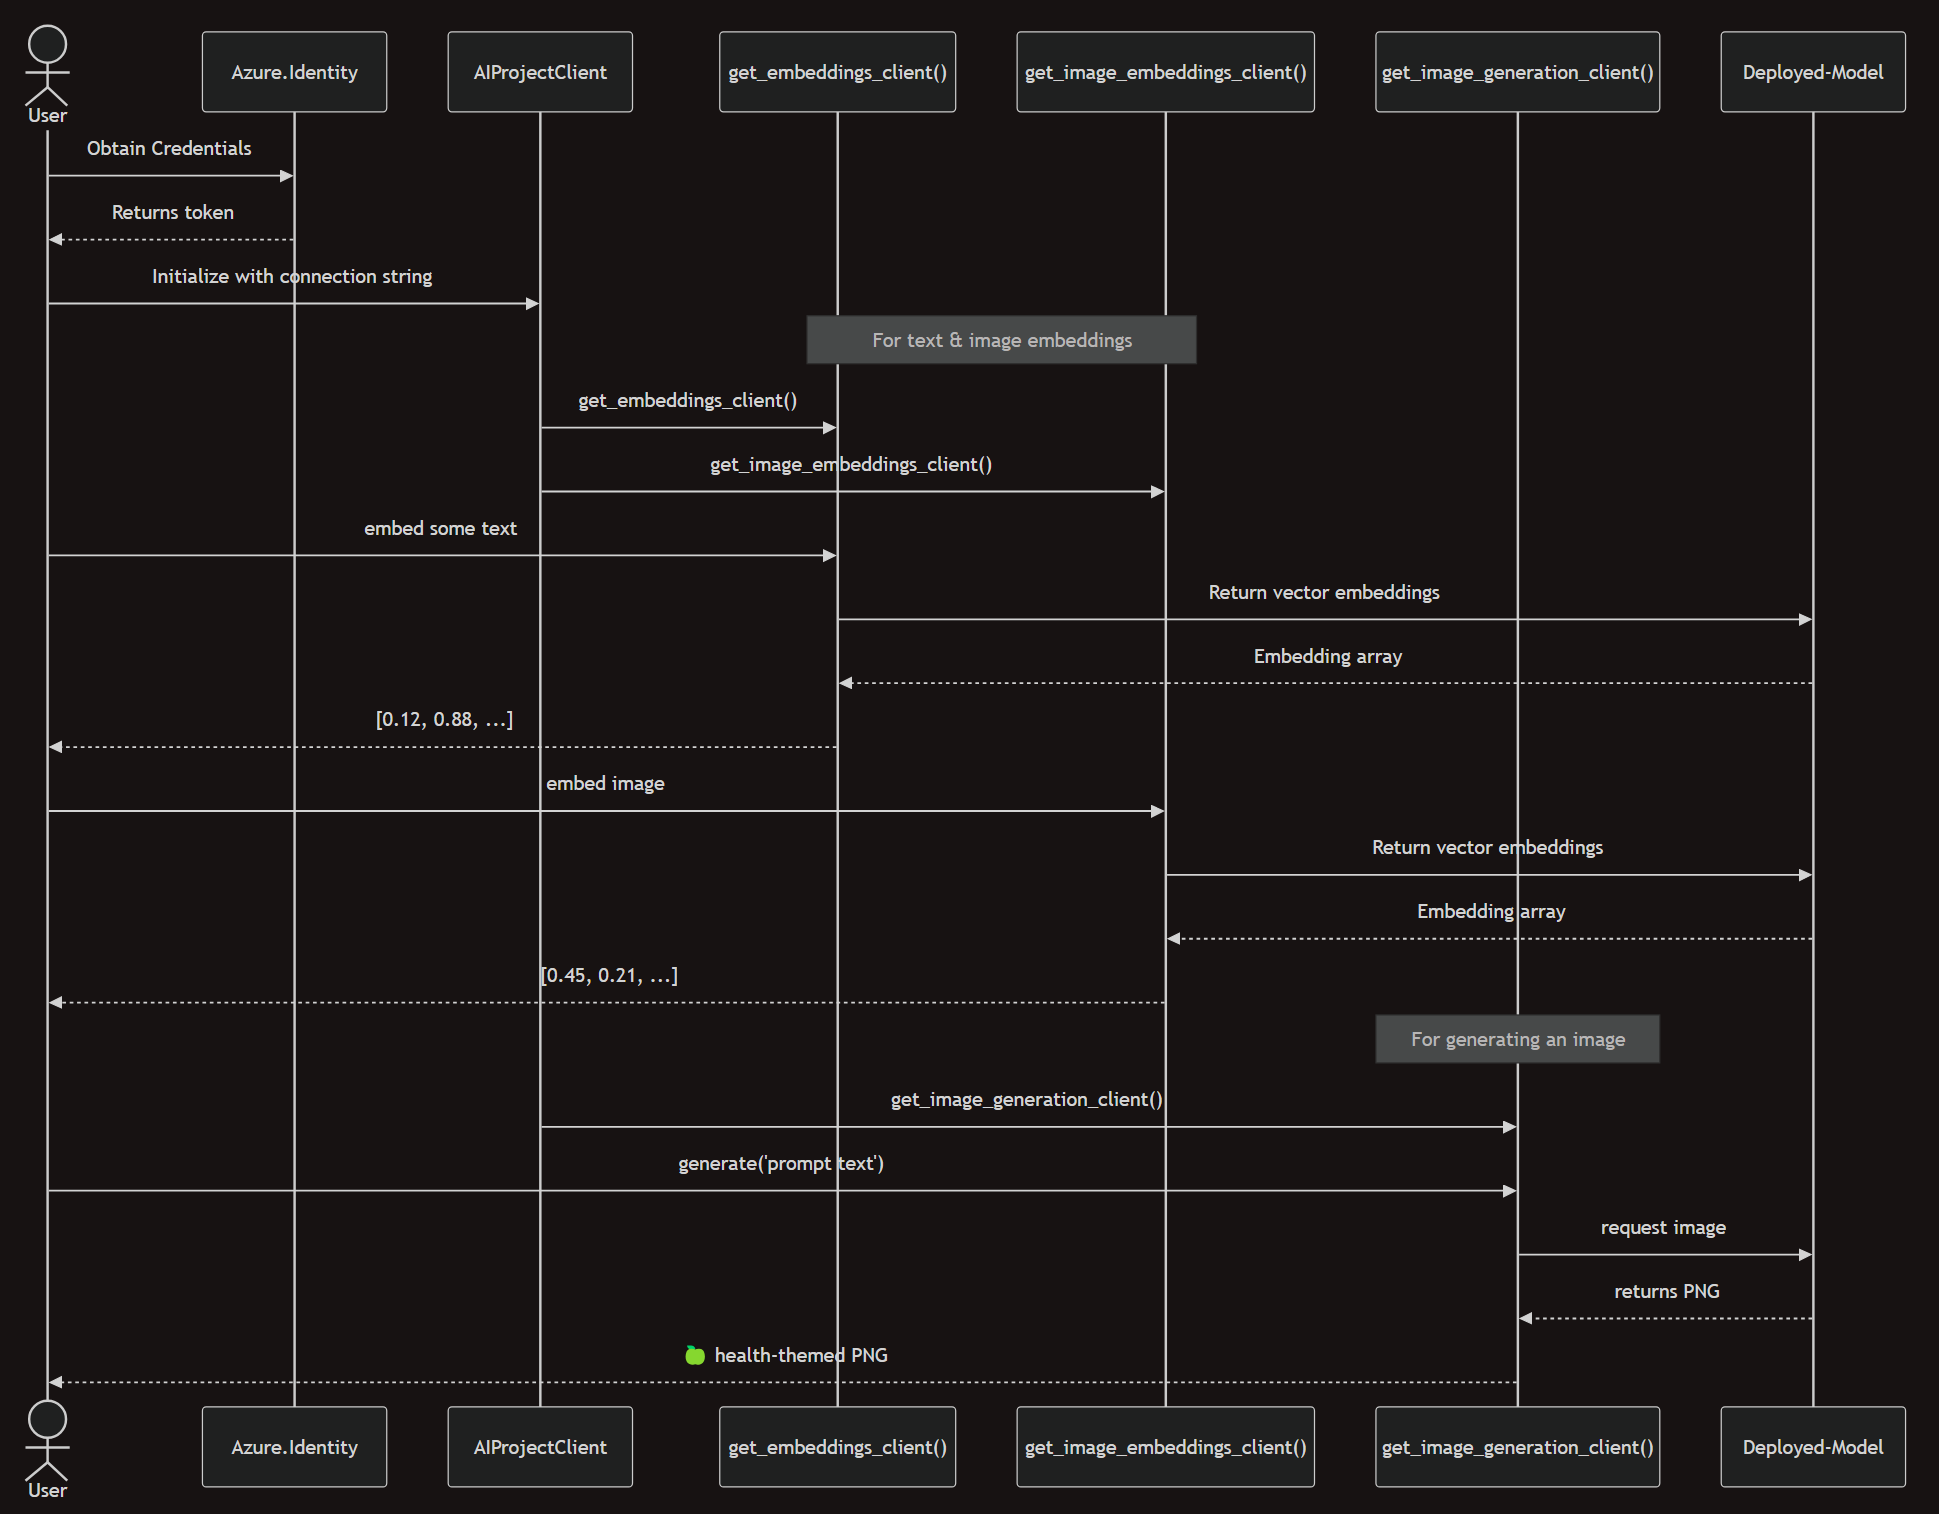 User
Azure.Identity
AIProjectClient
get_embeddings_client()
get_image_embeddings_client()
get_image_generation_client()
Deployed-Model
Obtain Credentials
Returns token
Initialize with connection string
For text & image embeddings
get_embeddings_client()
get_image_embeddings_client()
embed some text
Return vector embeddings
Embedding array
[0.12, 0.88, ...]
embed image
Return vector embeddings
Embedding array
[0.45, 0.21, ...]
For generating an image
get_image_generation_client()
generate('prompt text')
request image
returns PNG
🍏 health-themed PNG
User
Azure.Identity
AIProjectClient
get_embeddings_client()
get_image_embeddings_client()
get_image_generation_client()
Deployed-Model